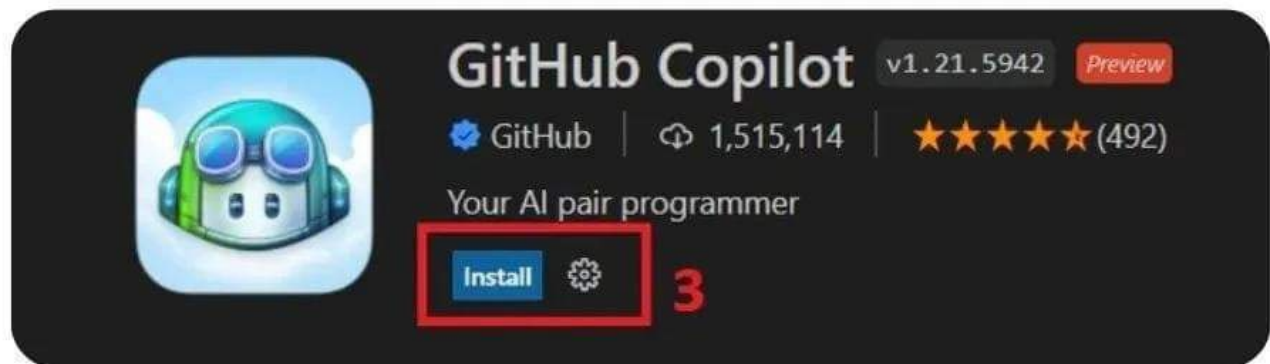 GitHub Copilot v1.21.5942 Preview
GitHub 1,515,114 (492)
Your AI pair programmer
Install 3